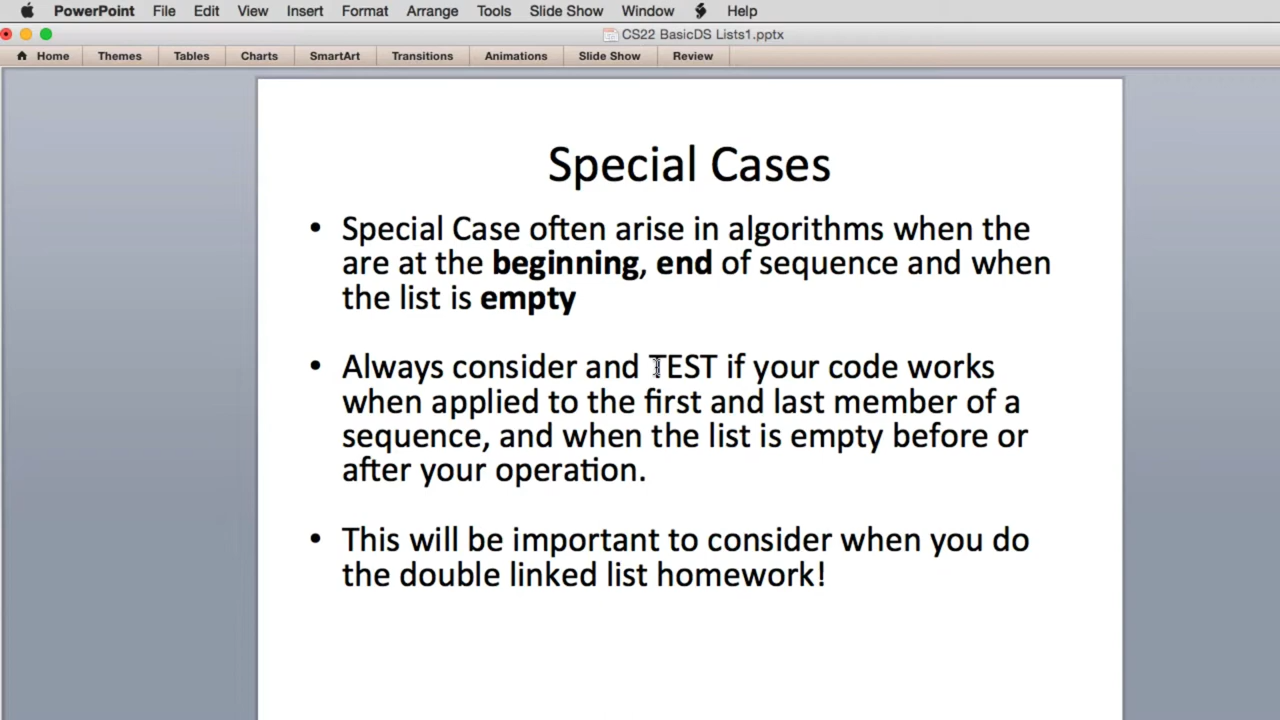 PowerPoint File Edit View Insert Format Arrange Tools Slide Show Window Help
CS22 BasicDS Lists1.pptx
Home Themes Tables Charts SmartArt Transitions Animations Slide Show Review
Special Cases
• Special Case often arise in algorithms when the
are at the beginning, end of sequence and when
the list is empty
• Always consider and TEST if your code works
when applied to the first and last member of a
sequence, and when the list is empty before or
after your operation.
• This will be important to consider when you do
the double linked list homework!